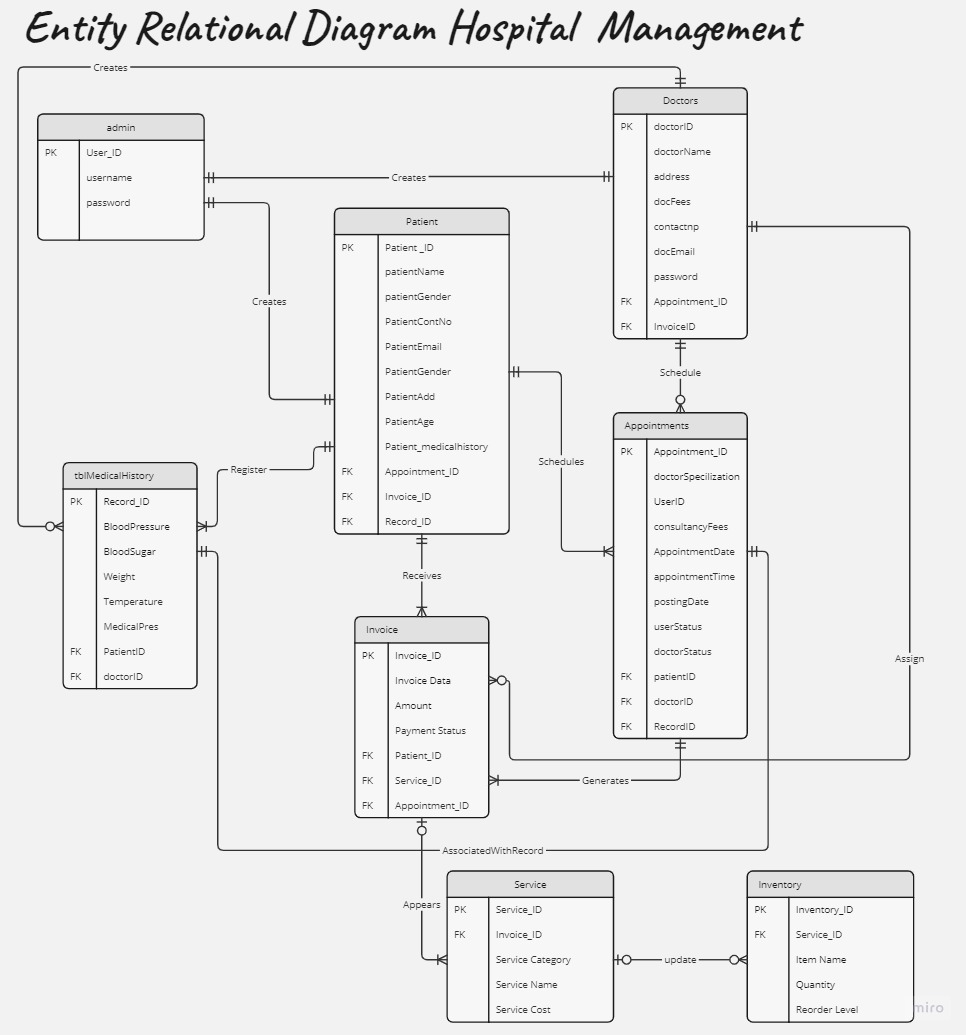 Entity Relational Diagram Hospital Management
Creates
admin
PK User_ID
username
password
Creates
Creates
Doctors
PK doctorID
doctorName
address
docFees
contactnp
docEmail
password
FK Appointment_ID
FK InvoiceID
Patient
PK Patient _ID
patientName
patientGender
PatientContNo
PatientEmail
PatientGender
PatientAdd
PatientAge
Patient_medicalhistory
FK Appointment_ID
FK Invoice_ID
FK Record_ID
Schedule
Schedules
Register
Appointments
PK Appointment_ID
doctorSpecilization
UserID
consultancyFees
AppointmentDate
appointmentTime
postingDate
userStatus
doctorStatus
FK patientID
FK doctorID
FK RecordID
tblMedicalHistory
PK Record_ID
BloodPressure
BloodSugar
Weight
Temperature
MedicalPres
FK PatientID
FK doctorID
Receives
Assign
Invoice
PK Invoice_ID
Invoice Data
Amount
Payment Status
FK Patient_ID
FK Service_ID
FK Appointment_ID
Generates
AssociatedWithRecord
Appears
Service
PK Service_ID
FK Invoice_ID
Service Category
Service Name
Service Cost
update
Inventory
PK Inventory_ID
FK Service_ID
Item Name
Quantity
Reorder Level
miro